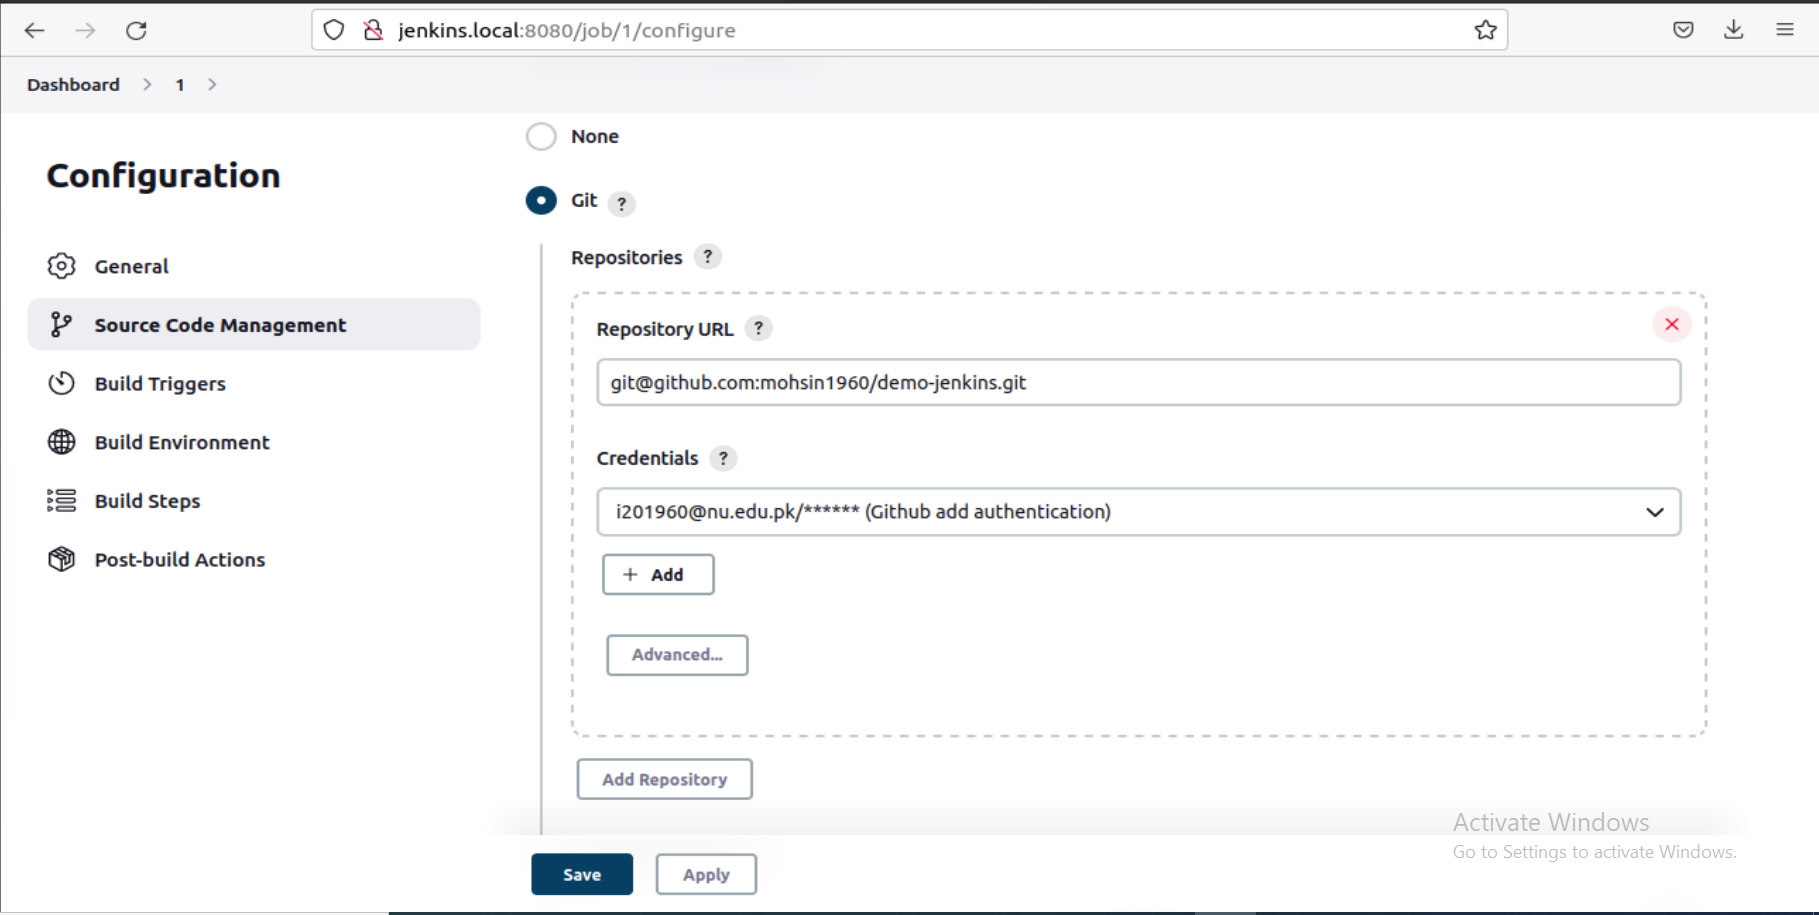 jenkins.local:8080/job/1/configure
Dashboard > 1 >
Configuration
General
Source Code Management
Build Triggers
Build Environment
Build Steps
Post-build Actions
None
Git ?
Repositories ?
Repository URL ?
git@github.com:mohsin1960/demo-jenkins.git
Credentials ?
i201960@nu.edu.pk/****** (Github add authentication)
+ Add
Advanced...
Add Repository
Save Apply
Activate Windows
Go to Settings to activate Windows.